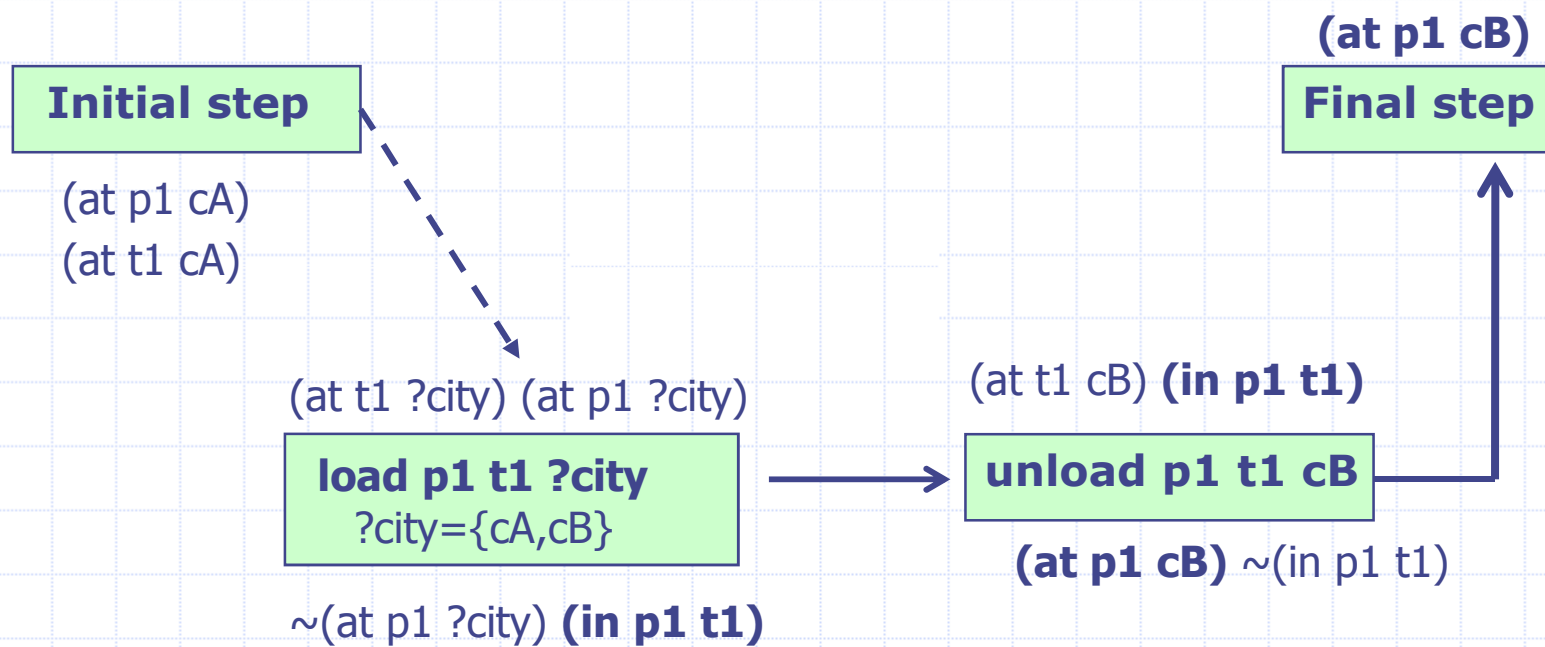 (at p1 cB)
Initial step
Final step
(at p1 cA)
(at t1 cA)
(at t1 ?city) (at p1 ?city)
(at t1 cB) (in p1 t1)
load p1 t1 ?city
?city={cA,cB}
unload p1 t1 cB
(at p1 cB) ~(in p1 t1)
~(at p1 ?city) (in p1 t1)